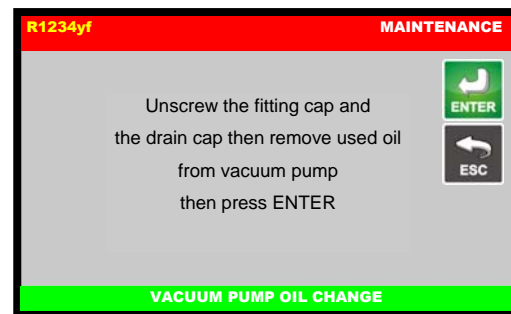 R1234yf MAINTENANCE
Unscrew the fitting cap and
the drain cap then remove used oil
from vacuum pump
then press ENTER
ENTER
ESC
VACUUM PUMP OIL CHANGE